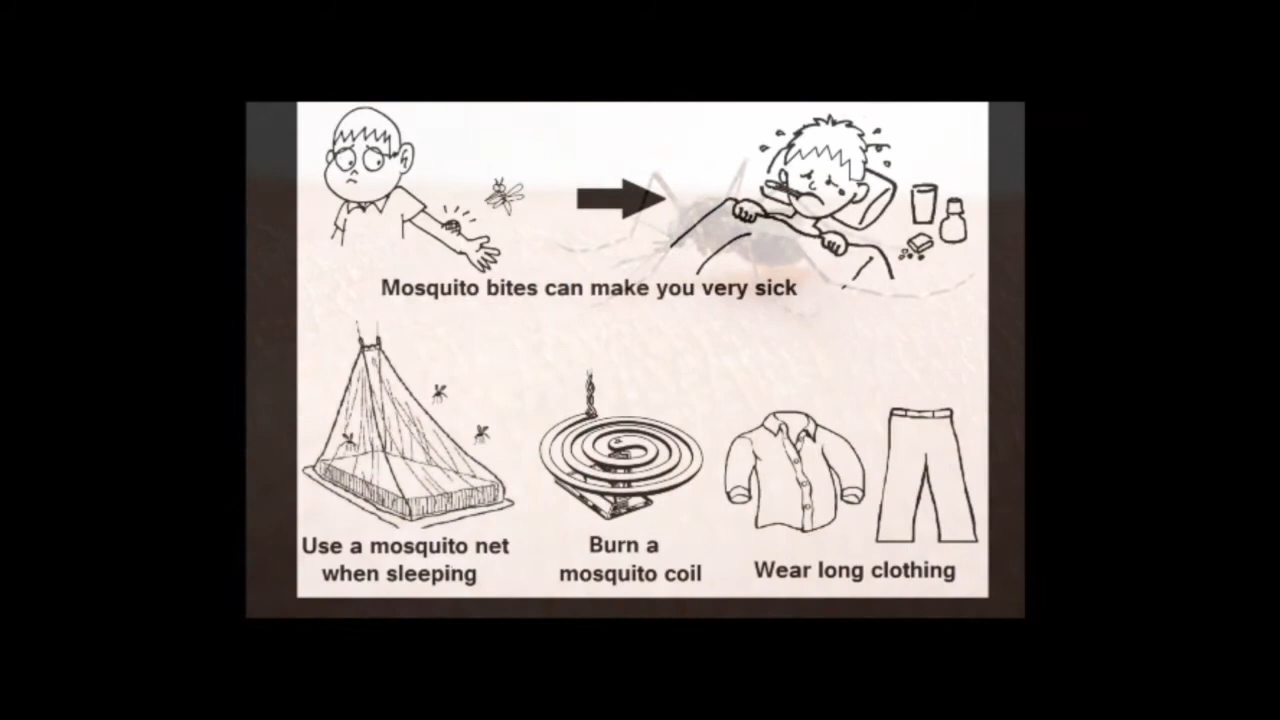 Mosquito bites can make you very sick
Use a mosquito net
when sleeping
Burn a
mosquito coil
Wear long clothing